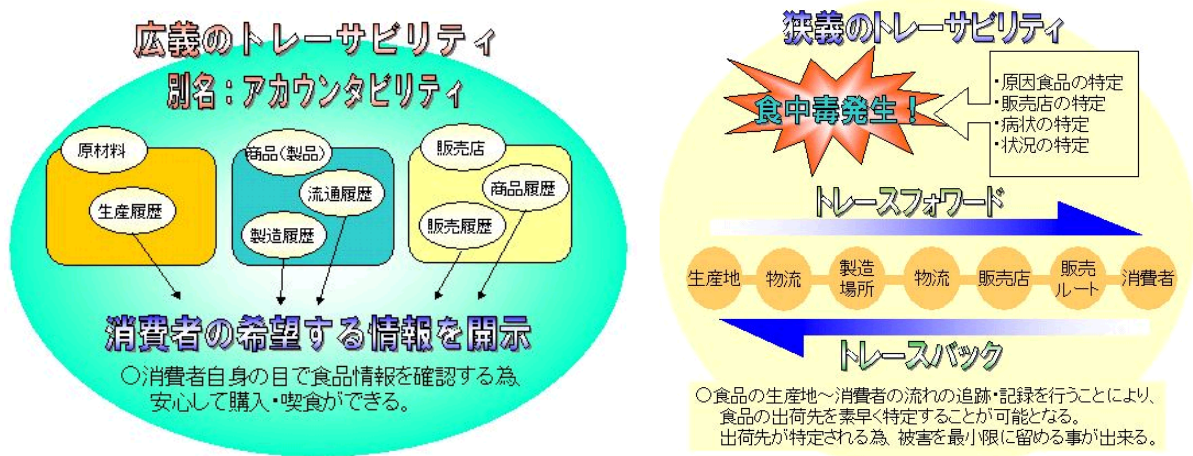 広義のトレーサビリティ
別名：アカウンタビリティ
原材料
生産履歴
商品(製品)
流通履歴
製造履歴
販売店
商品履歴
販売履歴
消費者の希望する情報を開示
○消費者自身の目で食品情報を確認する為、
安心して購入・喫食ができる。
狭義のトレーサビリティ
食中毒発生！
・原因食品の特定
・販売店の特定
・病状の特定
・状況の特定
トレースフォワード
生産地
物流
製造
場所
物流
販売店
販売
ルート
消費者
トレースバック
○食品の生産地～消費者の流れの追跡・記録を行うことにより、
食品の出荷先を素早く特定することが可能となる。
出荷先が特定される為、被害を最小限に留める事が出来る。